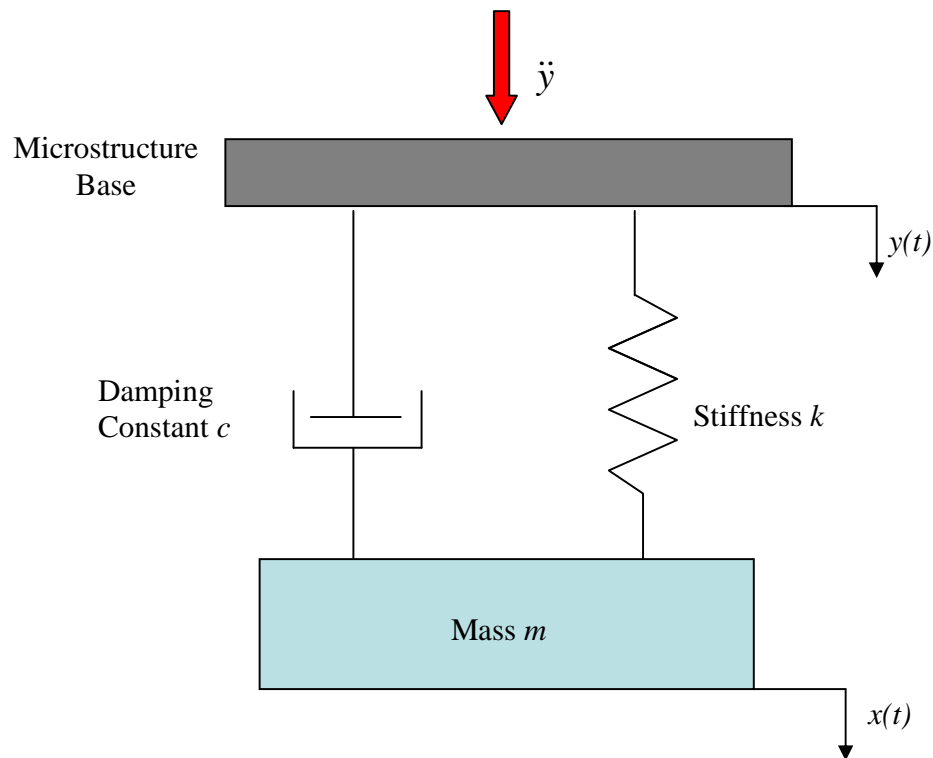 ÿ
Microstructure
Base
y(t)
Damping
Constant c
Stiffness k
Mass m
x(t)